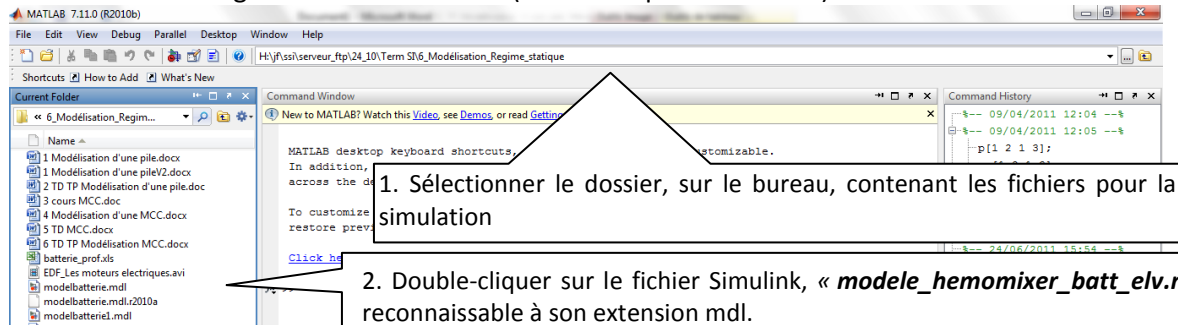 MATLAB 7.11.0 (R2010b)
File Edit View Debug Parallel Desktop Window Help
H:\jf\ssi\serveur_ftp\24_10\Term SI\6_Modélisation_Regime_statique
Shortcuts How to Add What's New
Current Folder
Command Window
Command History
« 6_Modélisation_Regim...
New to MATLAB? Watch this Video, see Demos, or read Getting
%-- 09/04/2011 12:04 --%
%-- 09/04/2011 12:05 --%
p[1 2 1 3];
Name
1 Modélisation d'une pile.docx
1 Modélisation d'une pileV2.docx
2 TD TP Modélisation d'une pile.doc
3 cours MCC.doc
4 Modélisation d'une MCC.docx
5 TD MCC.docx
6 TD TP Modélisation MCC.docx
batterie_prof.xls
EDF_Les moteurs electriques.avi
modelbatterie.mdl
modelbatterie.mdl.r2010a
modelbatterie1.mdl
MATLAB desktop keyboard shortcuts, stomizable.
In addition,
across the de
To customize
restore previ
Click he
1. Sélectionner le dossier, sur le bureau, contenant les fichiers pour la
simulation
%-- 24/06/2011 15:54 --%
2. Double-cliquer sur le fichier Simulink, « modele_hemomixer_batt_elv.
reconnaissable à son extension mdl.